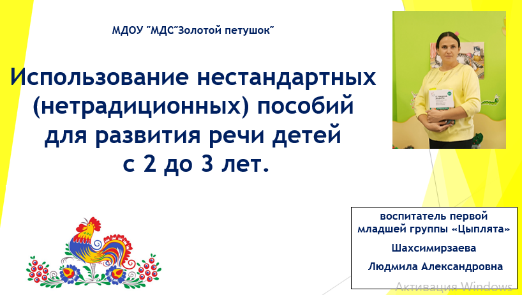 МДОУ "МДС"Золотой петушок"
Использование нестандартных
(нетрадиционных) пособий
для развития речи детей
с 2 до 3 лет.
воспитатель первой
младшей группы «Цыплята»
Шахсимирзаева
Людмила Александровна
Активация Windows